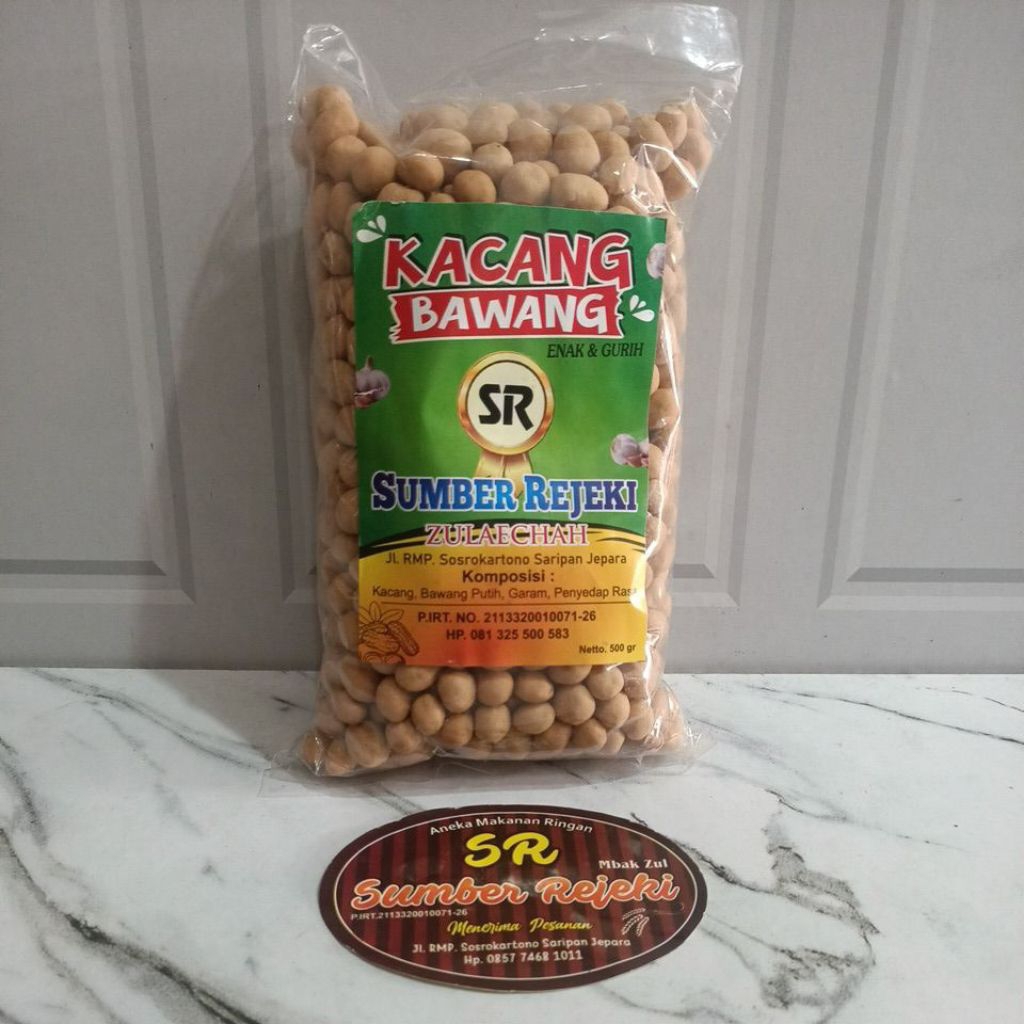 KACANG
BAWANG
ENAK & GURIH
SR
SUMBER REJEKI
ZULAECHAH
Jl. RMP. Sosrokartono Saripan Jepara
Komposisi :
Kacang, Bawang Putih, Garam, Penyedap Rasa
P.IRT. NO. 2113320010071-26
HP. 081 325 500 583
Netto. 500 gr
Aneka Makanan Ringan
SR
Mbak Zul
Sumber Rejeki
P.IRT.2113320010071-26
Menerima Pesanan
Jl. RMP. Sosrokartono Saripan Jepara
Hp. 0857 7468 1011